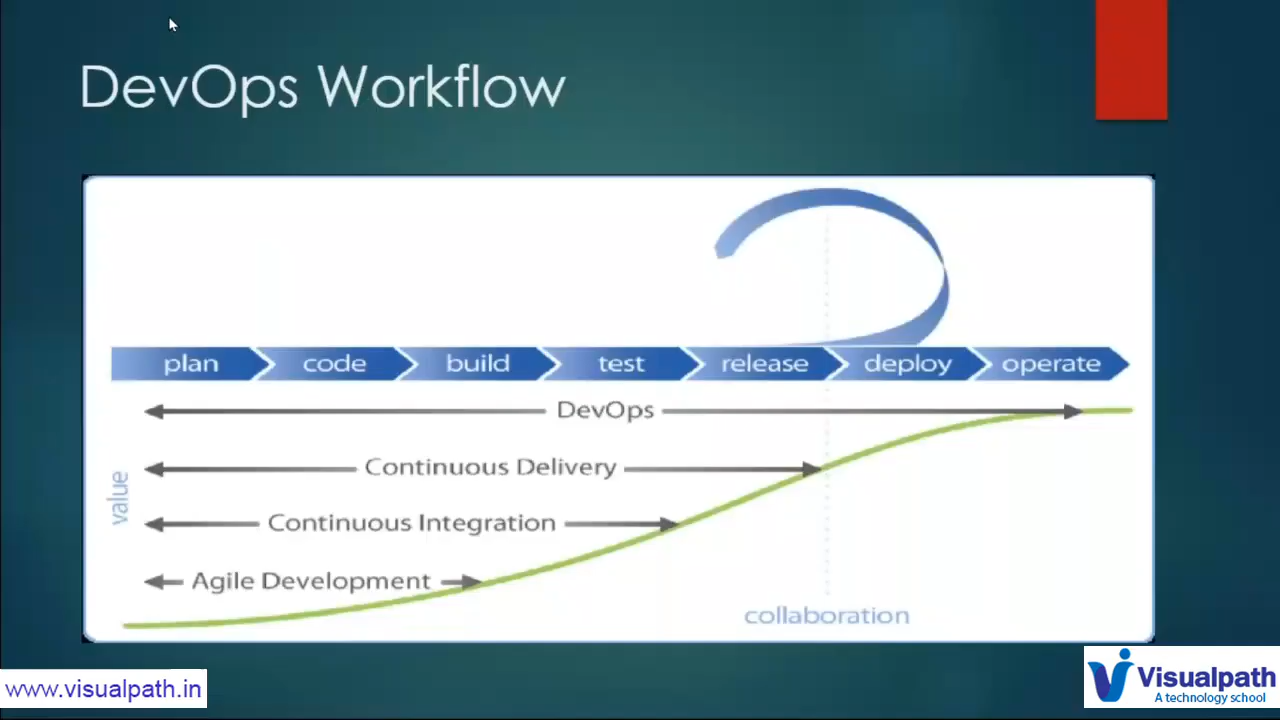 DevOps Workflow
plan code build test release deploy operate
DevOps
Continuous Delivery
value
Continuous Integration
Agile Development
collaboration
www.visualpath.in
Visualpath
A technology school